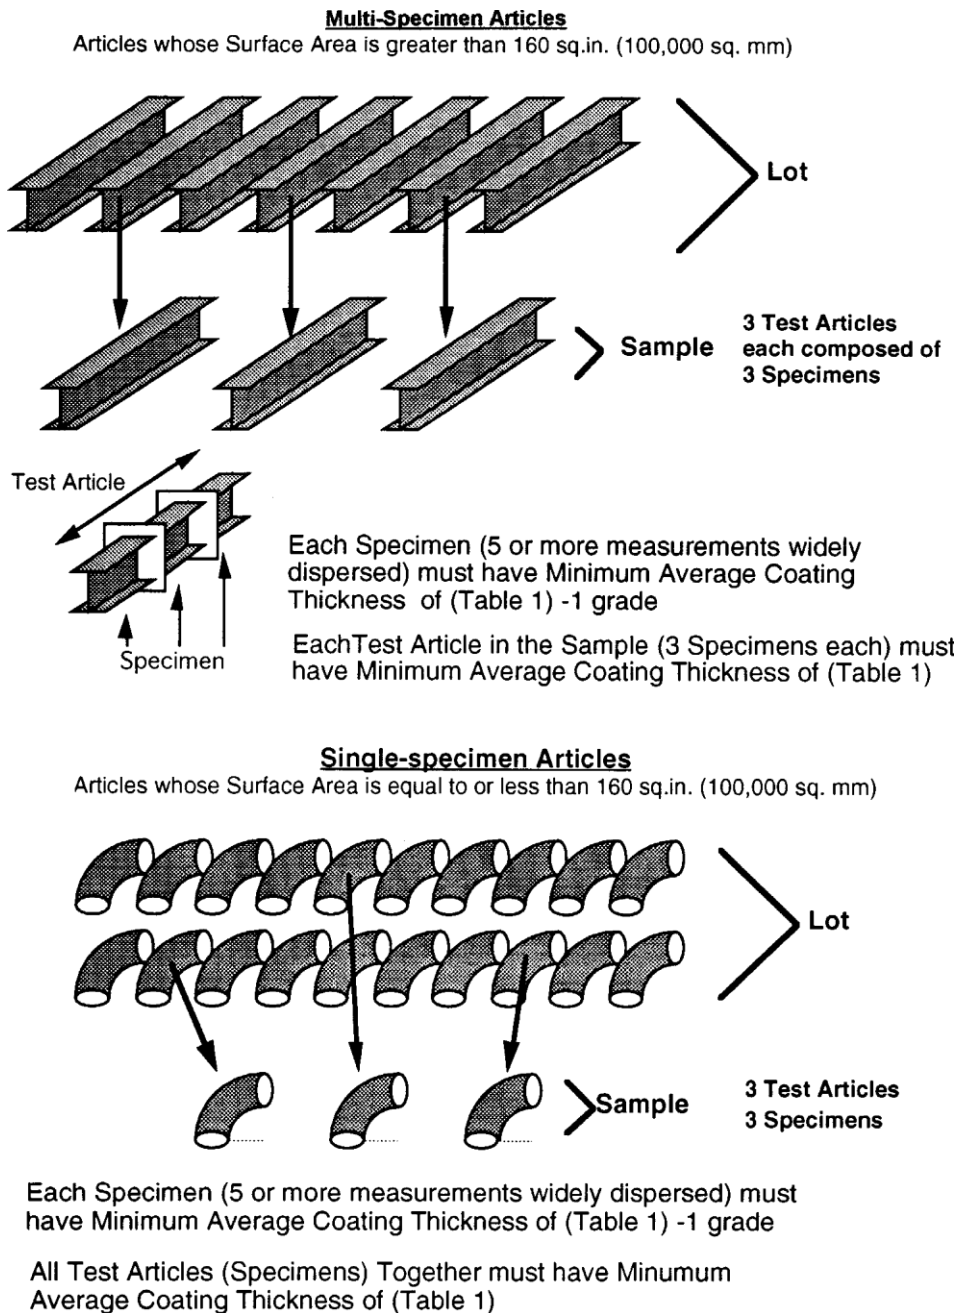 Multi-Specimen Articles
Articles whose Surface Area is greater than 160 sq.in. (100,000 sq. mm)
Lot
Sample
3 Test Articles
each composed of
3 Specimens
Test Article
Specimen
Each Specimen (5 or more measurements widely
dispersed) must have Minimum Average Coating
Thickness of (Table 1) -1 grade
EachTest Article in the Sample (3 Specimens each) must
have Minimum Average Coating Thickness of (Table 1)
Single-specimen Articles
Articles whose Surface Area is equal to or less than 160 sq.in. (100,000 sq. mm)
Lot
Sample
3 Test Articles
3 Specimens
Each Specimen (5 or more measurements widely dispersed) must
have Minimum Average Coating Thickness of (Table 1) -1 grade
All Test Articles (Specimens) Together must have Minumum
Average Coating Thickness of (Table 1)